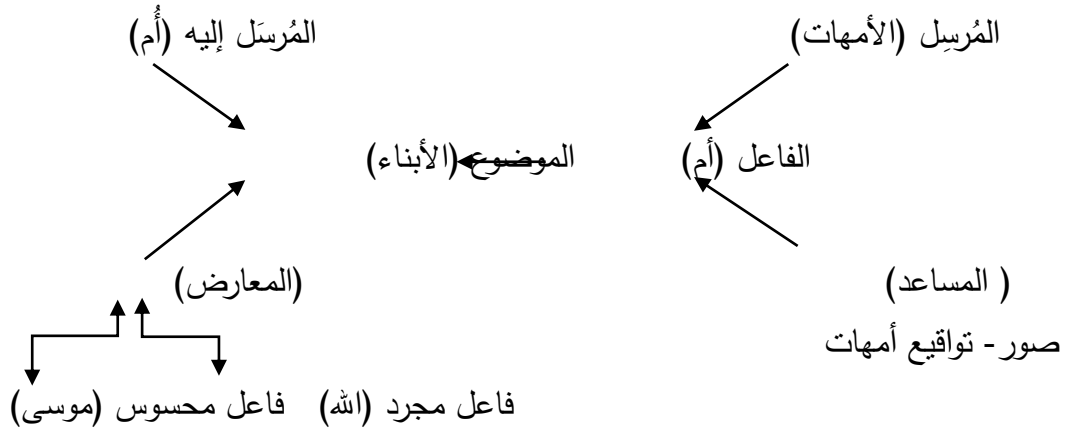 المُرسِل (الأمهات) المُرسَل إليه (أُم)
الفاعل (أم) الموضوع (الأبناء)
( المساعد) (المعارض)
صور - تواقيع أمهات
فاعل مجرد (الله) فاعل محسوس (موسى)